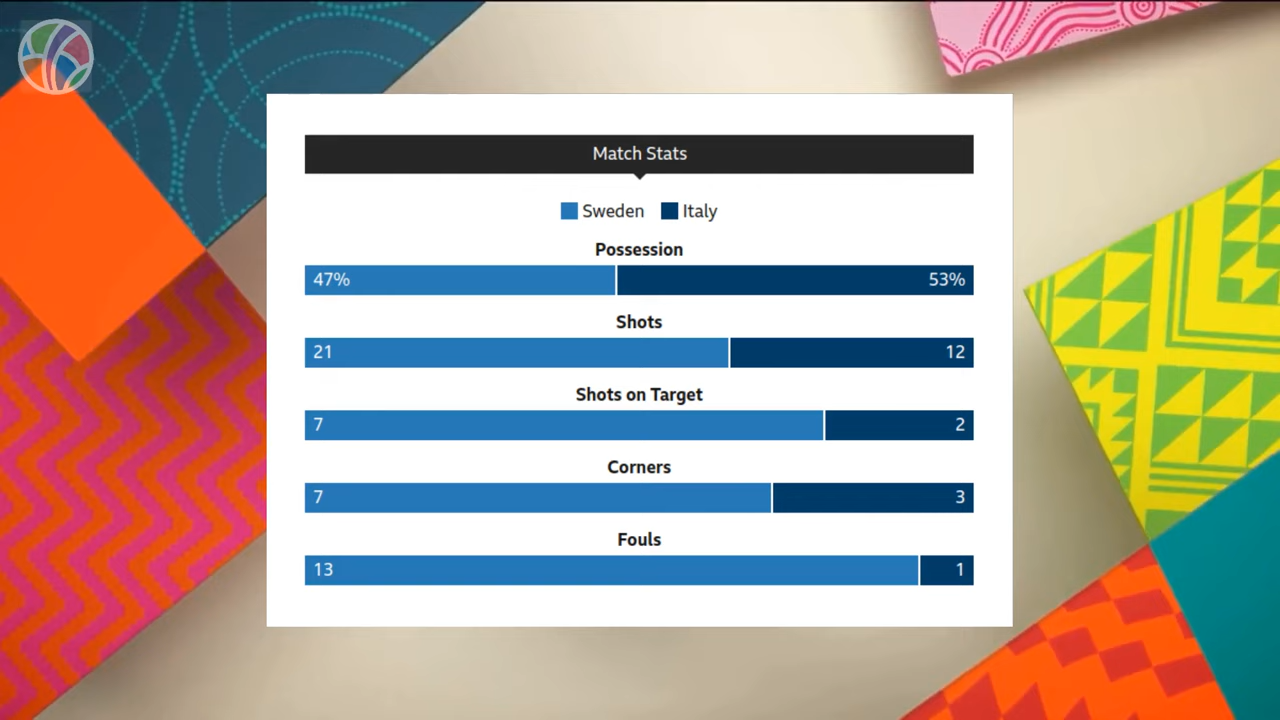 Match Stats
Sweden Italy
Possession
47% 53%
Shots
21 12
Shots on Target
7 2
Corners
7 3
Fouls
13 1